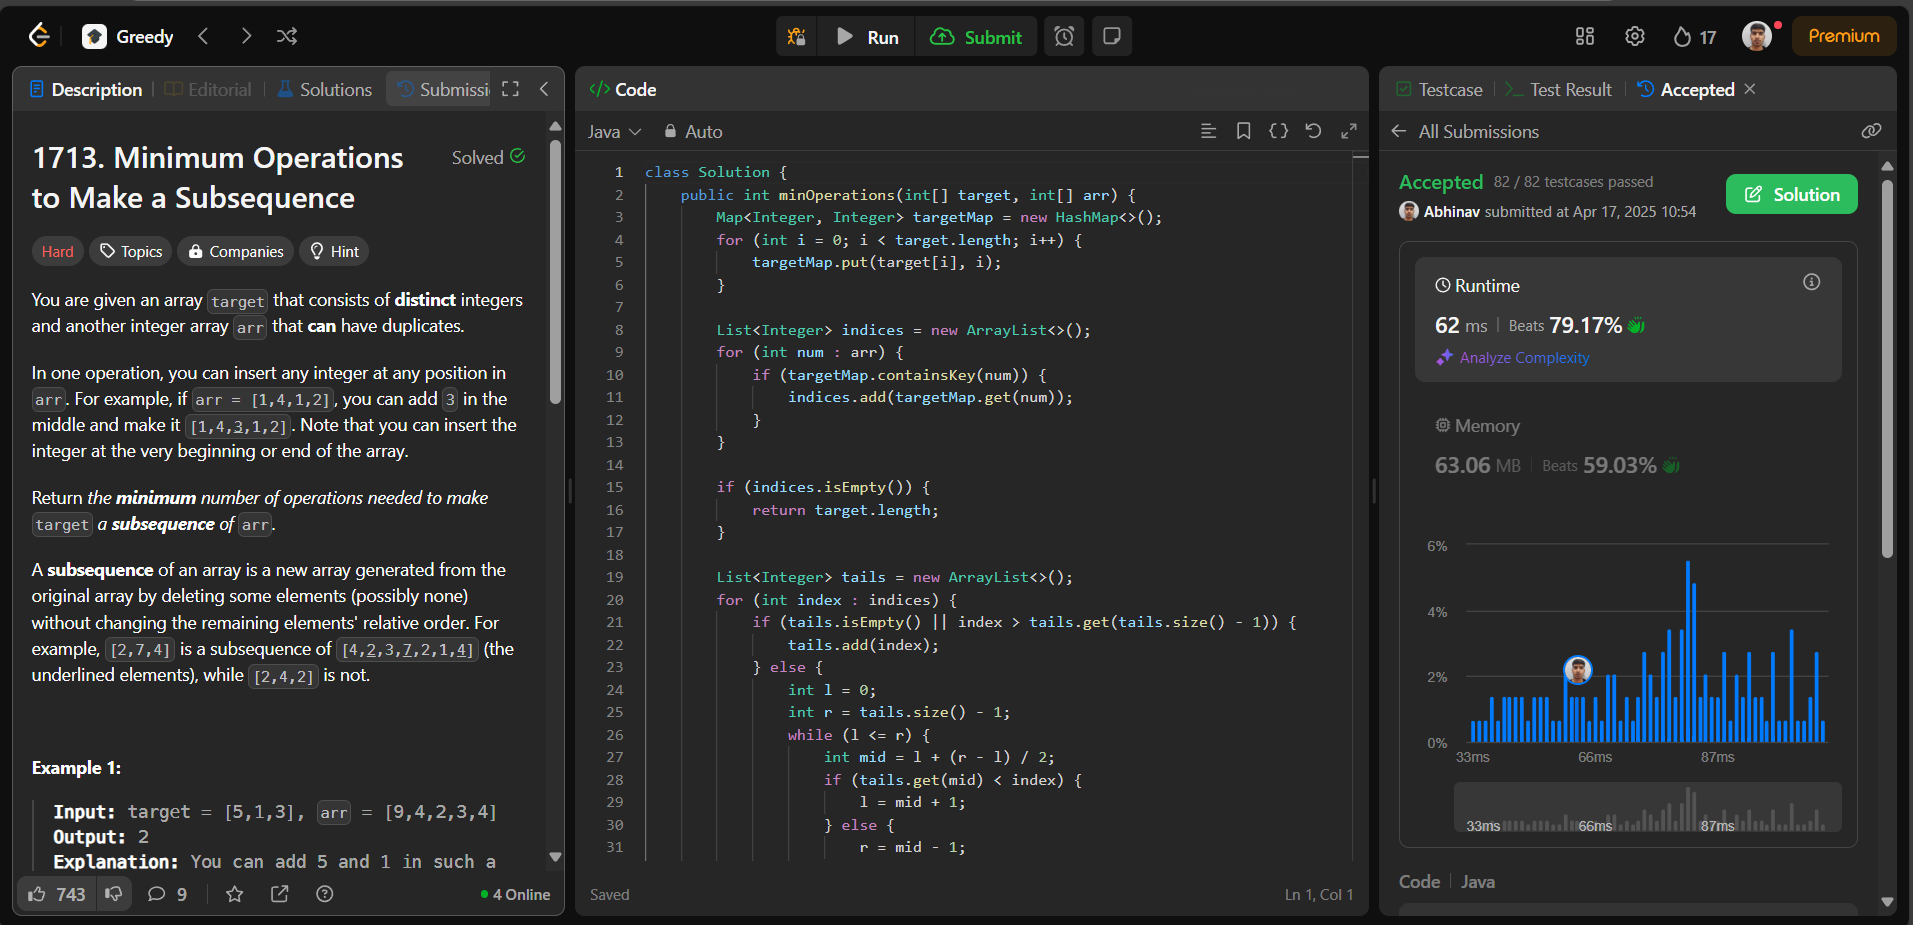 Greedy
Run
Submit
17
Premium
Description
Editorial
Solutions
Submissi
1713. Minimum Operations
to Make a Subsequence
Solved
Hard
Topics
Companies
Hint
You are given an array target that consists of distinct integers
and another integer array arr that can have duplicates.
In one operation, you can insert any integer at any position in
arr. For example, if arr = [1,4,1,2], you can add 3 in the
middle and make it [1,4,3,1,2]. Note that you can insert the
integer at the very beginning or end of the array.
Return the minimum number of operations needed to make
target a subsequence of arr.
A subsequence of an array is a new array generated from the
original array by deleting some elements (possibly none)
without changing the remaining elements' relative order. For
example, [2,7,4] is a subsequence of [4,2,3,7,2,1,4] (the
underlined elements), while [2,4,2] is not.
Example 1:
Input: target = [5,1,3], arr = [9,4,2,3,4]
Output: 2
Explanation: You can add 5 and 1 in such a
743
9
4 Online
Code
Java
Auto
1 class Solution {
2 public int minOperations(int[] target, int[] arr) {
3 Map<Integer, Integer> targetMap = new HashMap<>();
4 for (int i = 0; i < target.length; i++) {
5 targetMap.put(target[i], i);
6 }
7
8 List<Integer> indices = new ArrayList<>();
9 for (int num : arr) {
10 if (targetMap.containsKey(num)) {
11 indices.add(targetMap.get(num));
12 }
13 }
14
15 if (indices.isEmpty()) {
16 return target.length;
17 }
18
19 List<Integer> tails = new ArrayList<>();
20 for (int index : indices) {
21 if (tails.isEmpty() || index > tails.get(tails.size() - 1)) {
22 tails.add(index);
23 } else {
24 int l = 0;
25 int r = tails.size() - 1;
26 while (l <= r) {
27 int mid = l + (r - l) / 2;
28 if (tails.get(mid) < index) {
29 l = mid + 1;
30 } else {
31 r = mid - 1;
Saved
Ln 1, Col 1
Testcase
Test Result
Accepted
All Submissions
Accepted 82 / 82 testcases passed
Abhinav submitted at Apr 17, 2025 10:54
Solution
Runtime
62 ms Beats 79.17%
Analyze Complexity
Memory
63.06 MB Beats 59.03%
6%
4%
2%
0%
33ms 66ms 87ms
33ms 66ms 87ms
Code Java